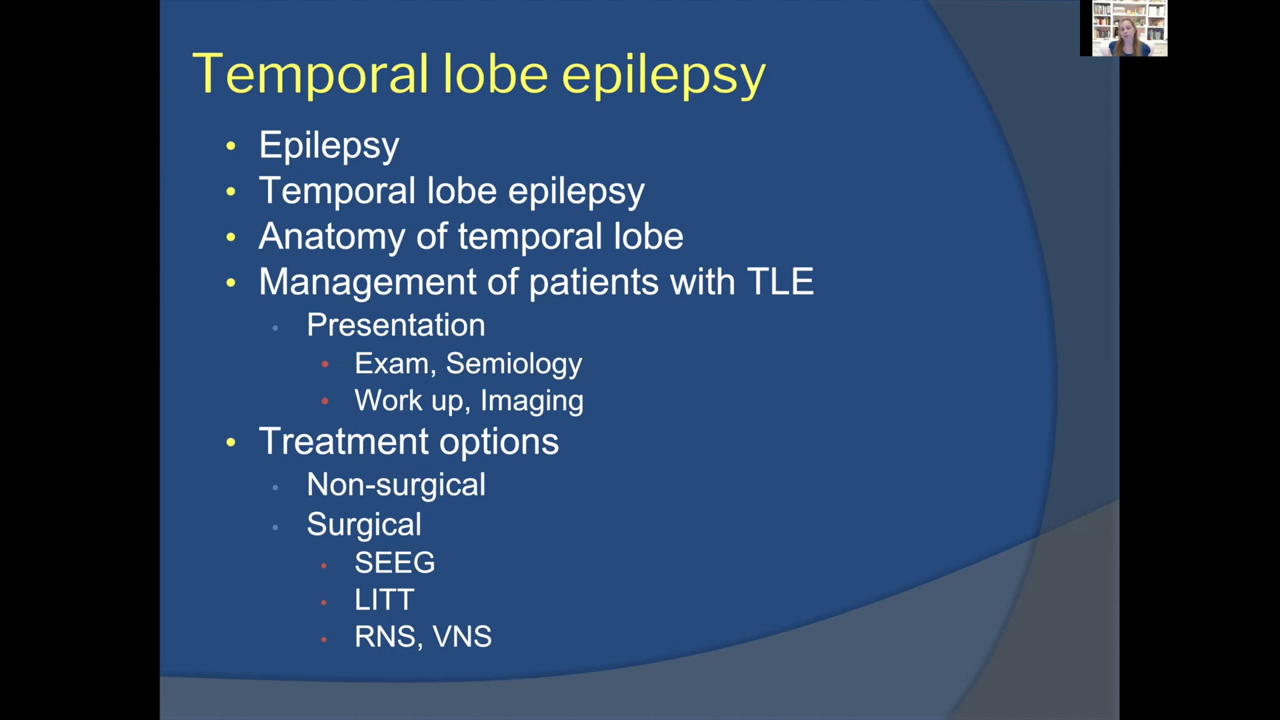 Temporal lobe epilepsy
• Epilepsy
• Temporal lobe epilepsy
• Anatomy of temporal lobe
• Management of patients with TLE
• Presentation
• Exam, Semiology
• Work up, Imaging
• Treatment options
• Non-surgical
• Surgical
• SEEG
• LITT
• RNS, VNS